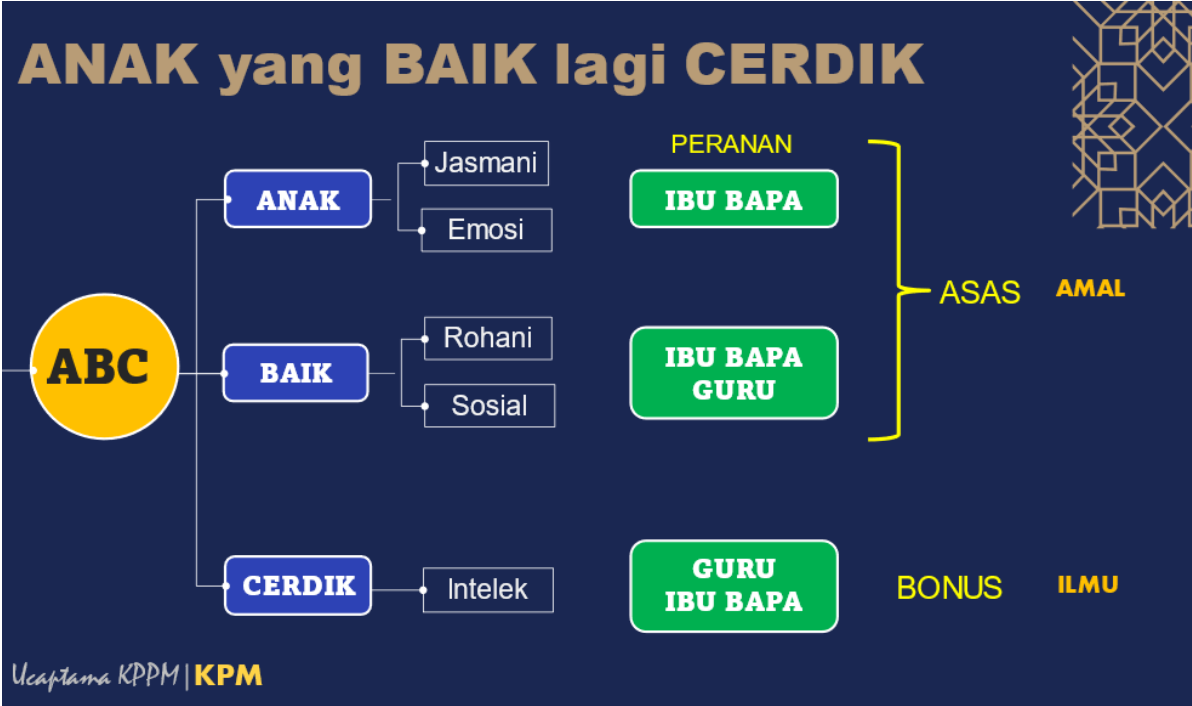 ANAK yang BAIK lagi CERDIK
PERANAN
ABC
ANAK
Jasmani
Emosi
IBU BAPA
BAIK
Rohani
Sosial
IBU BAPA
GURU
ASAS
AMAL
CERDIK
Intelek
GURU
IBU BAPA
BONUS
ILMU
Ucaptama KPPM | KPM